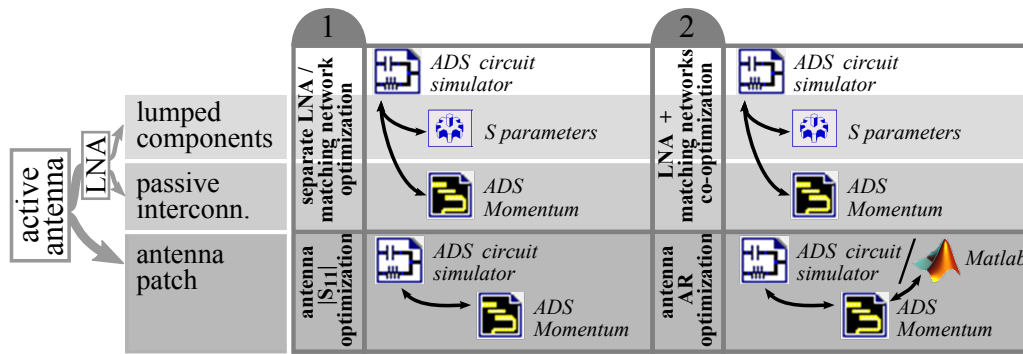 1
2
active
antenna
LNA
lumped
components
passive
interconn.
antenna
patch
separate LNA /
matching network
optimization
ADS circuit
simulator
S parameters
ADS
Momentum
antenna
|S11|
optimization
ADS circuit
simulator
ADS
Momentum
LNA +
matching networks
co-optimization
ADS circuit
simulator
S parameters
ADS
Momentum
antenna
AR
optimization
ADS circuit
simulator
/
Matlab
ADS
Momentum